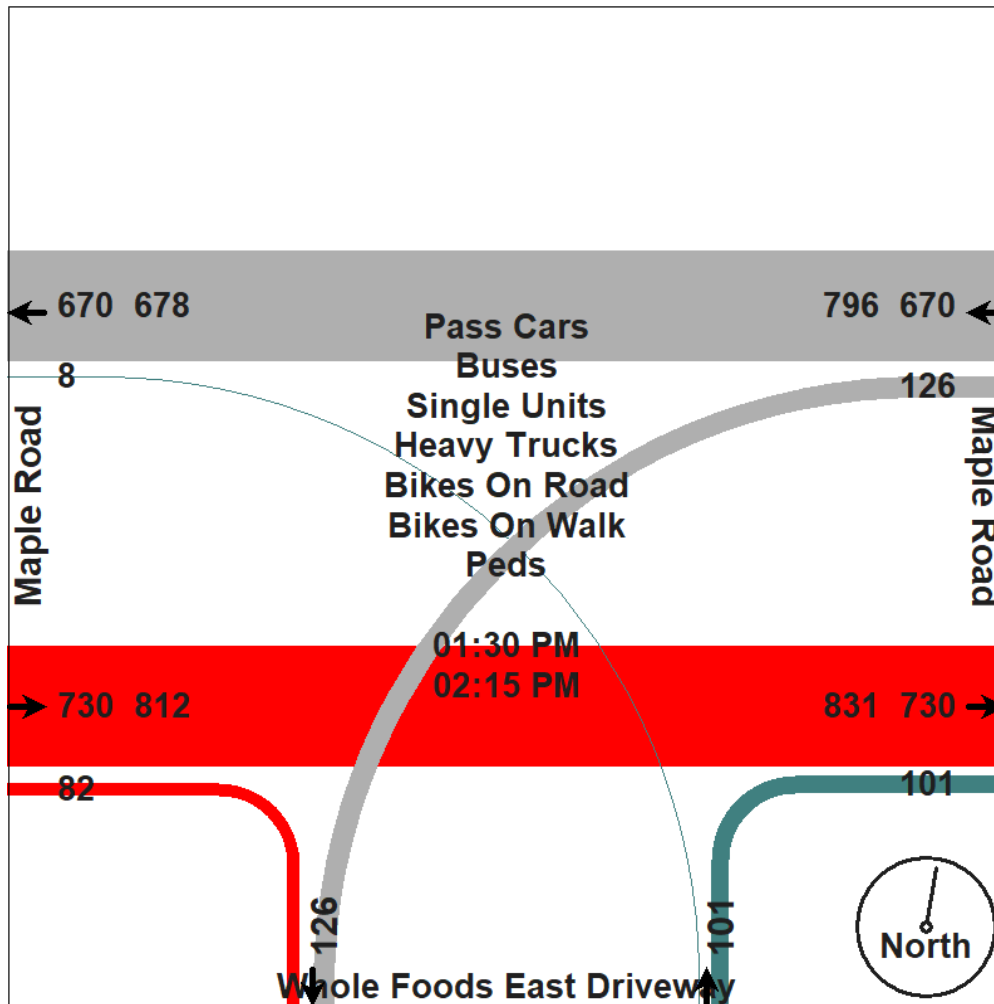 670 678
796 670
Pass Cars
Buses
8
126
Single Units
Maple Road
Maple Road
Heavy Trucks
Bikes On Road
Bikes On Walk
Peds
01:30 PM
02:15 PM
730 812
831 730
82
101
126
101
North
Whole Foods East Driveway